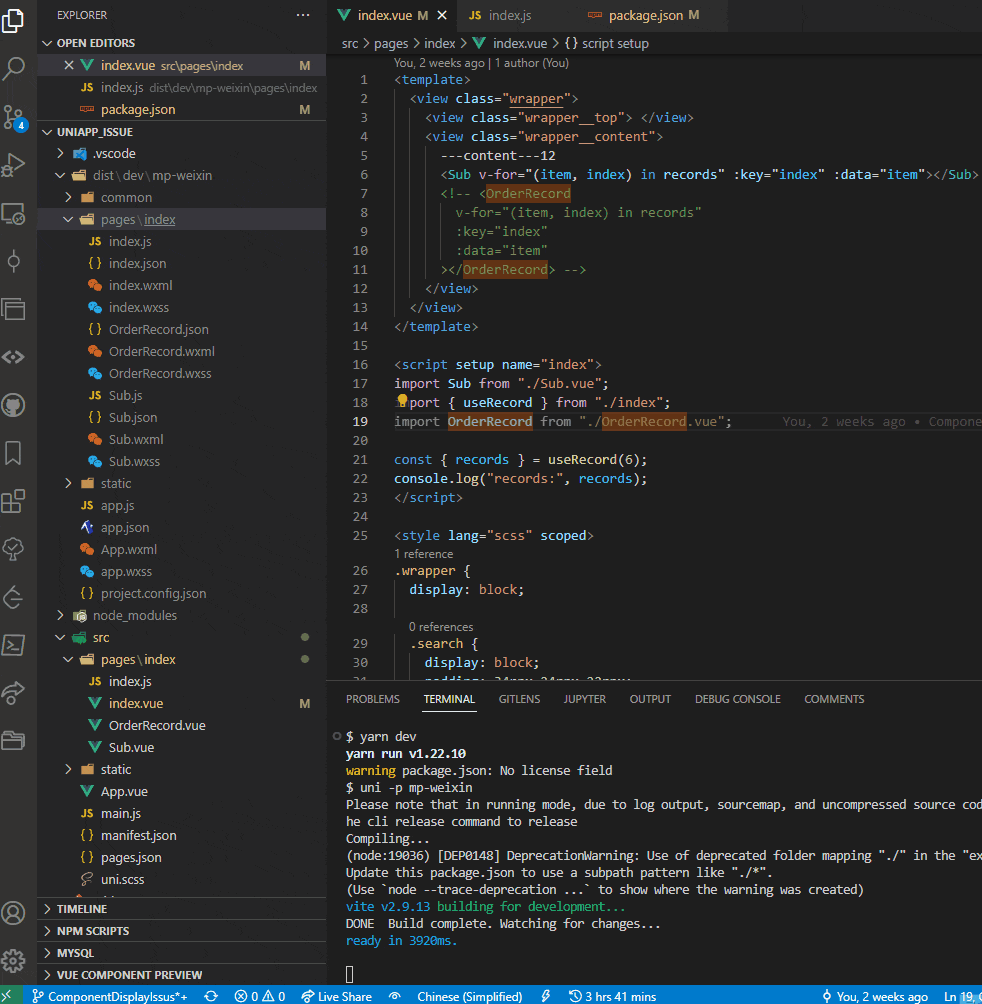 EXPLORER
OPEN EDITORS
index.vue src\pages\index M
JS index.js dist\dev\mp-weixin\pages\index
package.json M
UNIAPP_ISSUE
.vscode
dist\dev\mp-weixin
common
pages\index
JS index.js
{} index.json
index.wxml
index.wxss
{} OrderRecord.json
OrderRecord.wxml
OrderRecord.wxss
JS Sub.js
{} Sub.json
Sub.wxml
Sub.wxss
static
JS app.js
app.json
App.wxml
app.wxss
{} project.config.json
node_modules
src
pages\index
JS index.js
index.vue M
OrderRecord.vue
Sub.vue
static
App.vue
JS main.js
{} manifest.json
{} pages.json
uni.scss
TIMELINE
NPM SCRIPTS
MYSQL
VUE COMPONENT PREVIEW
4
index.vue M
JS index.js
package.json M
src > pages > index > index.vue > {} script setup
You, 2 weeks ago | 1 author (You)
1 <template>
2 <view class="wrapper">
3 <view class="wrapper__top"> </view>
4 <view class="wrapper__content">
5 ---content---12
6 <Sub v-for="(item, index) in records" :key="index" :data="item"></Sub>
7 <!-- <OrderRecord
8 v-for="(item, index) in records"
9 :key="index"
10 :data="item"
11 ></OrderRecord> -->
12 </view>
13 </view>
14 </template>
15
16 <script setup name="index">
17 import Sub from "./Sub.vue";
18 port { useRecord } from "./index";
19 import OrderRecord from "./OrderRecord.vue"; You, 2 weeks ago • Compone
20
21 const { records } = useRecord(6);
22 console.log("records:", records);
23 </script>
24
25 <style lang="scss" scoped>
1 reference
26 .wrapper {
27 display: block;
28
0 references
29 .search {
30 display: block;
PROBLEMS TERMINAL GITLENS JUPYTER OUTPUT DEBUG CONSOLE COMMENTS
$ yarn dev
yarn run v1.22.10
warning package.json: No license field
$ uni -p mp-weixin
Please note that in running mode, due to log output, sourcemap, and uncompressed source cod
he cli release command to release
Compiling...
(node:19036) [DEP0148] DeprecationWarning: Use of deprecated folder mapping "./" in the "ex
Update this package.json to use a subpath pattern like "./*".
(Use `node --trace-deprecation ...` to show where the warning was created)
vite v2.9.13 building for development...
DONE Build complete. Watching for changes...
ready in 3920ms.
ComponentDisplayIssus*+ 0 0 Live Share Chinese (Simplified) 3 hrs 41 mins You, 2 weeks ago Ln 19,